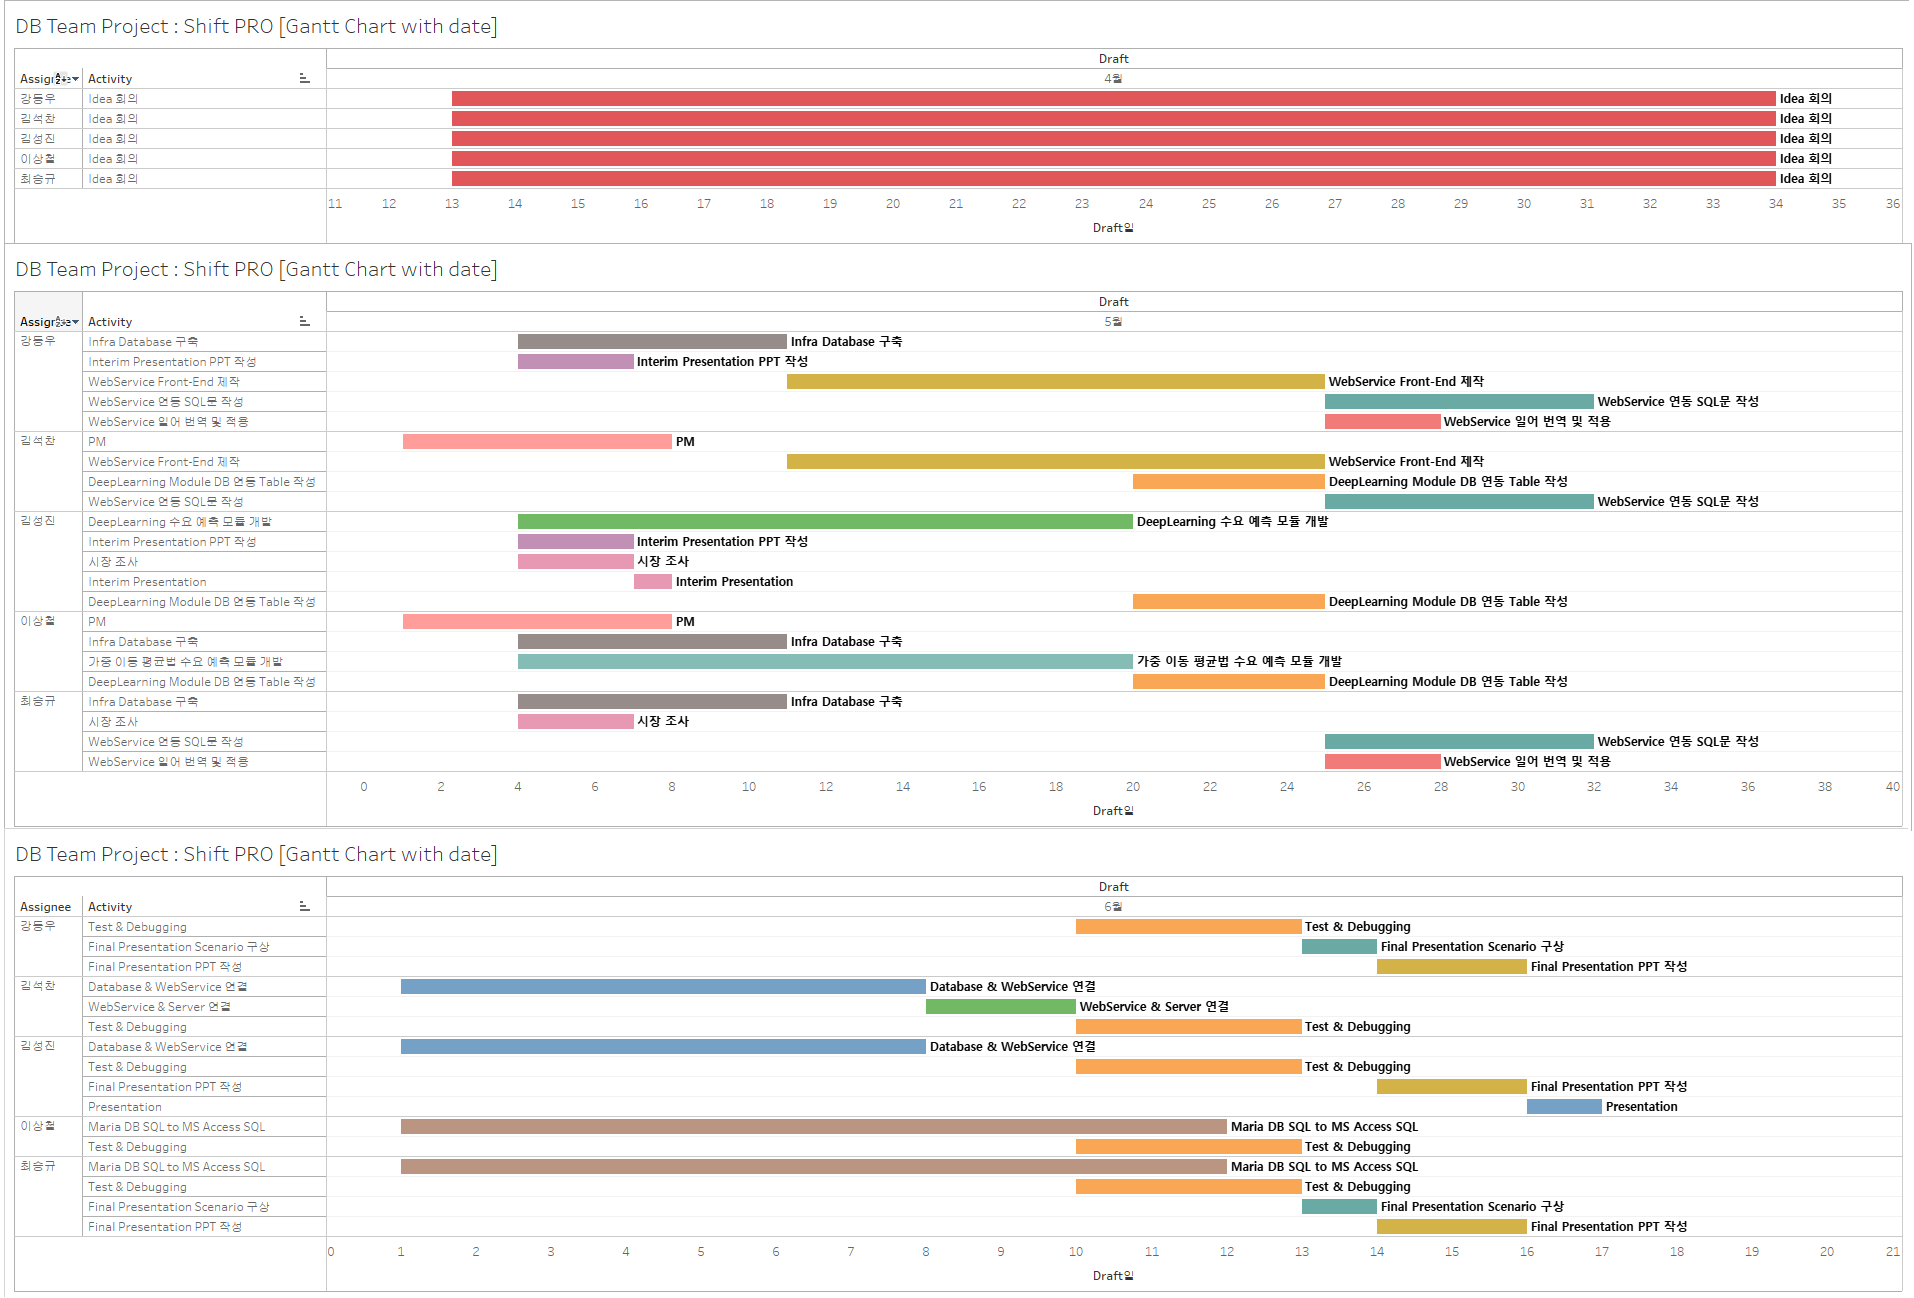 DB Team Project : Shift PRO [Gantt Chart with date]
Draft
Assignee Activity 4월
강동우 Idea 회의 Idea 회의
김석찬 Idea 회의 Idea 회의
김성진 Idea 회의 Idea 회의
이상철 Idea 회의 Idea 회의
최승규 Idea 회의 Idea 회의
11 12 13 14 15 16 17 18 19 20 21 22 23 24 25 26 27 28 29 30 31 32 33 34 35 36
Draft일
DB Team Project : Shift PRO [Gantt Chart with date]
Draft
Assignee Activity 5월
강동우 Infra Database 구축 Infra Database 구축
Interim Presentation PPT 작성 Interim Presentation PPT 작성
WebService Front-End 제작 WebService Front-End 제작
WebService 연동 SQL문 작성 WebService 연동 SQL문 작성
WebService 일어 번역 및 적용 WebService 일어 번역 및 적용
김석찬 PM PM
WebService Front-End 제작 WebService Front-End 제작
DeepLearning Module DB 연동 Table 작성 DeepLearning Module DB 연동 Table 작성
WebService 연동 SQL문 작성 WebService 연동 SQL문 작성
김성진 DeepLearning 수요 예측 모듈 개발 DeepLearning 수요 예측 모듈 개발
Interim Presentation PPT 작성 Interim Presentation PPT 작성
시장 조사 시장 조사
Interim Presentation Interim Presentation
DeepLearning Module DB 연동 Table 작성 DeepLearning Module DB 연동 Table 작성
이상철 PM PM
Infra Database 구축 Infra Database 구축
가중 이동 평균법 수요 예측 모듈 개발 가중 이동 평균법 수요 예측 모듈 개발
DeepLearning Module DB 연동 Table 작성 DeepLearning Module DB 연동 Table 작성
최승규 Infra Database 구축 Infra Database 구축
시장 조사 시장 조사
WebService 연동 SQL문 작성 WebService 연동 SQL문 작성
WebService 일어 번역 및 적용 WebService 일어 번역 및 적용
0 2 4 6 8 10 12 14 16 18 20 22 24 26 28 30 32 34 36 38 40
Draft일
DB Team Project : Shift PRO [Gantt Chart with date]
Draft
Assignee Activity 6월
강동우 Test & Debugging Test & Debugging
Final Presentation Scenario 구상 Final Presentation Scenario 구상
Final Presentation PPT 작성 Final Presentation PPT 작성
김석찬 Database & WebService 연결 Database & WebService 연결
WebService & Server 연결 WebService & Server 연결
Test & Debugging Test & Debugging
김성진 Database & WebService 연결 Database & WebService 연결
Test & Debugging Test & Debugging
Final Presentation PPT 작성 Final Presentation PPT 작성
Presentation Presentation
이상철 Maria DB SQL to MS Access SQL Maria DB SQL to MS Access SQL
Test & Debugging Test & Debugging
최승규 Maria DB SQL to MS Access SQL Maria DB SQL to MS Access SQL
Test & Debugging Test & Debugging
Final Presentation Scenario 구상 Final Presentation Scenario 구상
Final Presentation PPT 작성 Final Presentation PPT 작성
0 1 2 3 4 5 6 7 8 9 10 11 12 13 14 15 16 17 18 19 20 21
Draft일